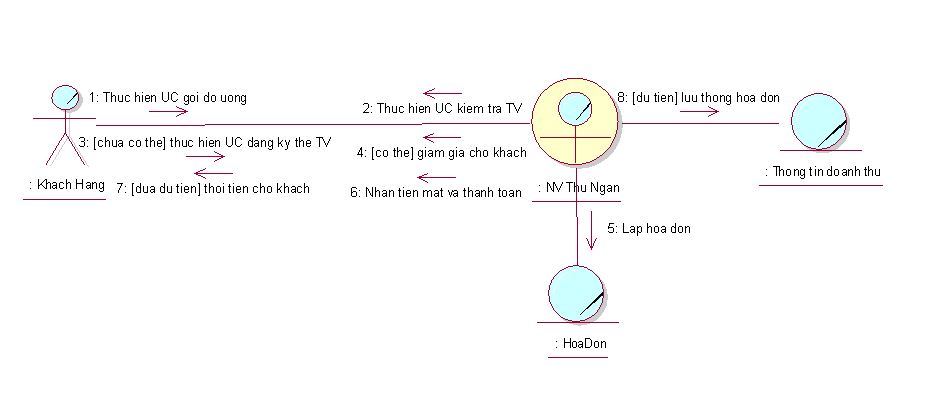 1: Thuc hien UC goi do uong
2: Thuc hien UC kiem tra TV
8: [du tien] luu thong hoa don
3: [chua co the] thuc hien UC dang ky the TV
4: [co the] giam gia cho khach
: Khach Hang
7: [dua du tien] thoi tien cho khach
6: Nhan tien mat va thanh toan
: NV Thu Ngan
: Thong tin doanh thu
5: Lap hoa don
: HoaDon